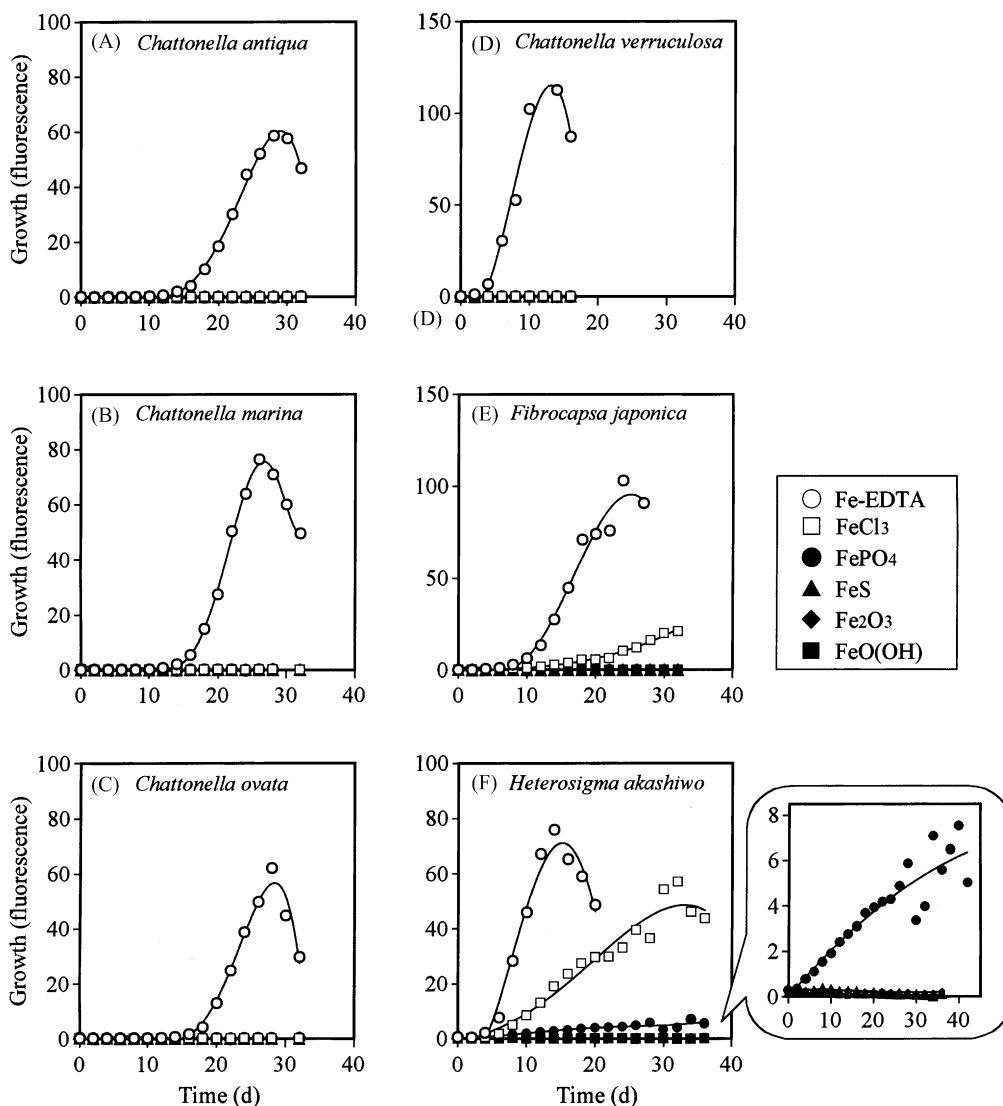 (A) Chattonella antiqua
Growth (fluorescence)
100
80
60
40
20
0
0 10 20 30 40
(D) Chattonella verruculosa
150
100
50
0
(D)
0 10 20 30 40
(B) Chattonella marina
Growth (fluorescence)
100
80
60
40
20
0
0 10 20 30 40
(E) Fibrocapsa japonica
150
100
50
0
0 10 20 30 40
Fe-EDTA
FeCl3
FePO4
FeS
Fe2O3
FeO(OH)
(C) Chattonella ovata
Growth (fluorescence)
100
80
60
40
20
0
0 10 20 30 40
Time (d)
(F) Heterosigma akashiwo
100
80
60
40
20
0
0 10 20 30 40
Time (d)
8
6
4
2
0
0 10 20 30 40